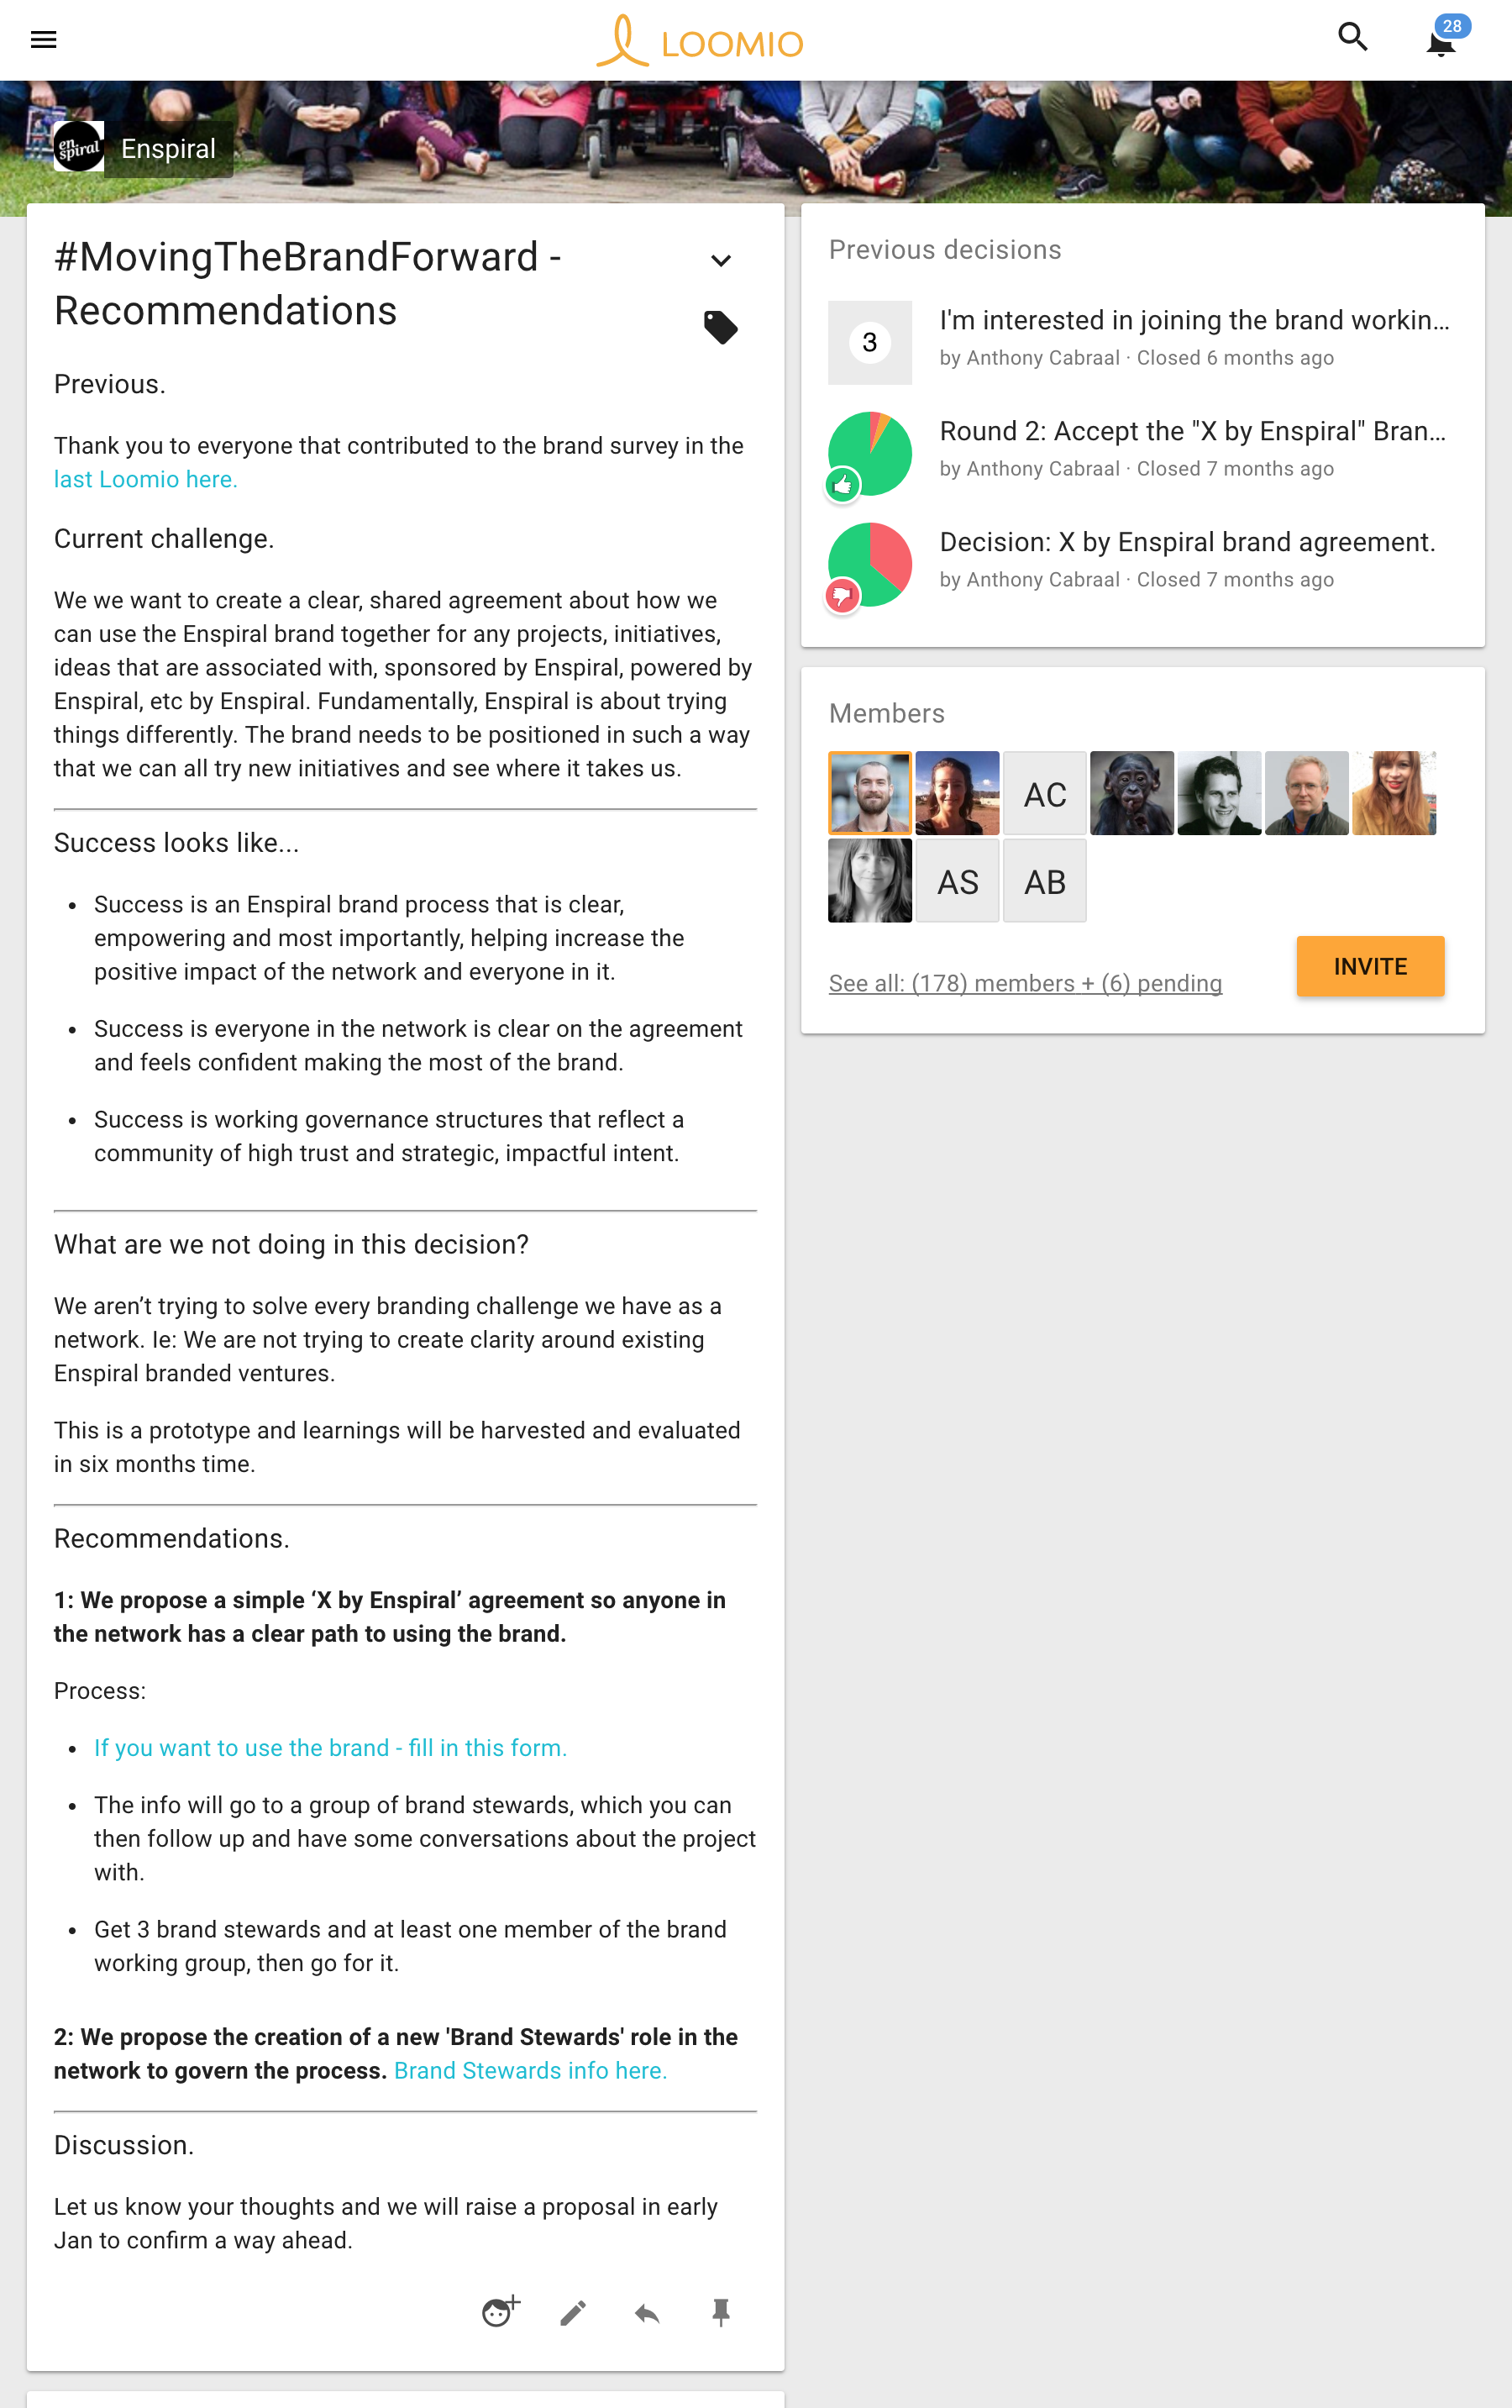 LOOMIO
28
en
spiral
Enspiral
#MovingTheBrandForward -
Recommendations
Previous.
Thank you to everyone that contributed to the brand survey in the
last Loomio here.
Current challenge.
We we want to create a clear, shared agreement about how we
can use the Enspiral brand together for any projects, initiatives,
ideas that are associated with, sponsored by Enspiral, powered by
Enspiral, etc by Enspiral. Fundamentally, Enspiral is about trying
things differently. The brand needs to be positioned in such a way
that we can all try new initiatives and see where it takes us.
Success looks like...
• Success is an Enspiral brand process that is clear,
empowering and most importantly, helping increase the
positive impact of the network and everyone in it.
• Success is everyone in the network is clear on the agreement
and feels confident making the most of the brand.
• Success is working governance structures that reflect a
community of high trust and strategic, impactful intent.
What are we not doing in this decision?
We aren’t trying to solve every branding challenge we have as a
network. Ie: We are not trying to create clarity around existing
Enspiral branded ventures.
This is a prototype and learnings will be harvested and evaluated
in six months time.
Recommendations.
1: We propose a simple ‘X by Enspiral’ agreement so anyone in
the network has a clear path to using the brand.
Process:
• If you want to use the brand - fill in this form.
• The info will go to a group of brand stewards, which you can
then follow up and have some conversations about the project
with.
• Get 3 brand stewards and at least one member of the brand
working group, then go for it.
2: We propose the creation of a new 'Brand Stewards' role in the
network to govern the process. Brand Stewards info here.
Discussion.
Let us know your thoughts and we will raise a proposal in early
Jan to confirm a way ahead.
Previous decisions
3
I'm interested in joining the brand workin...
by Anthony Cabraal · Closed 6 months ago
Round 2: Accept the "X by Enspiral" Bran...
by Anthony Cabraal · Closed 7 months ago
Decision: X by Enspiral brand agreement.
by Anthony Cabraal · Closed 7 months ago
Members
AC
AS
AB
See all: (178) members + (6) pending
INVITE